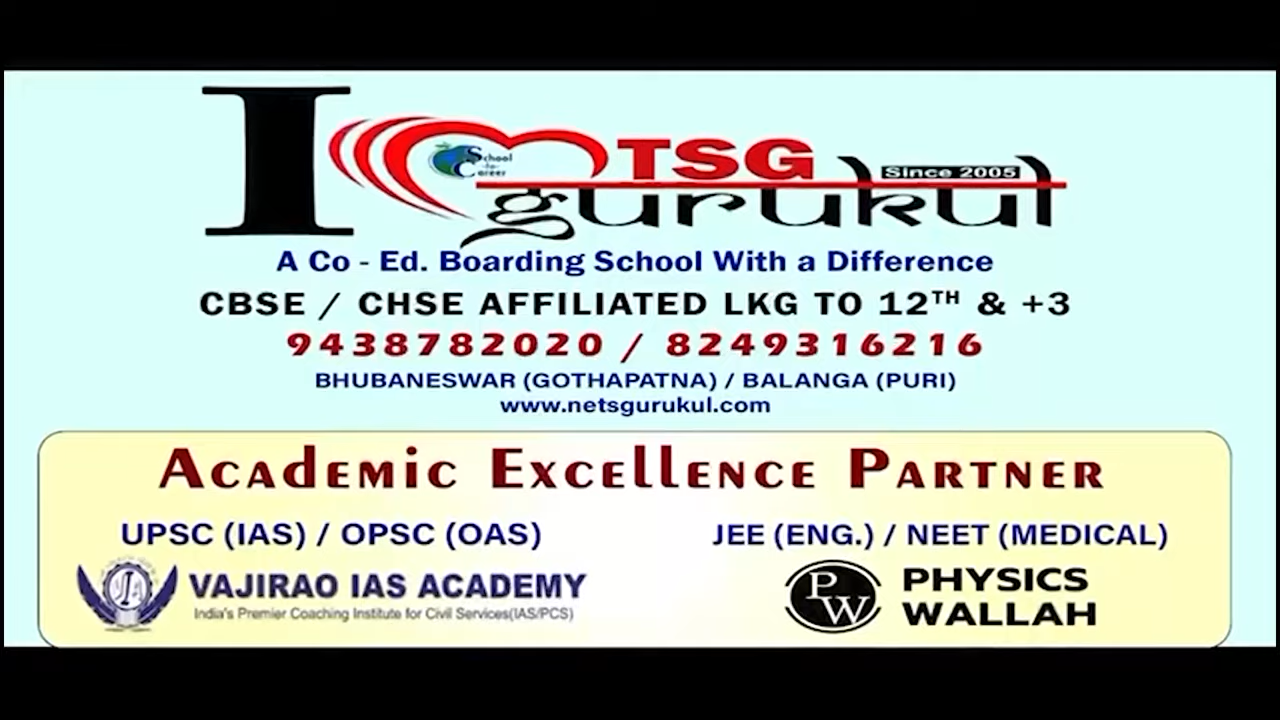 I TSG gurukul
Since 2005
School
-to-
Career
A Co - Ed. Boarding School With a Difference
CBSE / CHSE AFFILIATED LKG TO 12TH & +3
9438782020 / 8249316216
BHUBANESWAR (GOTHAPATNA) / BALANGA (PURI)
www.netsgurukul.com
ACADEMIC EXCELLENCE PARTNER
UPSC (IAS) / OPSC (OAS)
VAJIRAO IAS ACADEMY
India's Premier Coaching Institute for Civil Services(IAS/PCS)
JEE (ENG.) / NEET (MEDICAL)
PW
PHYSICS
WALLAH